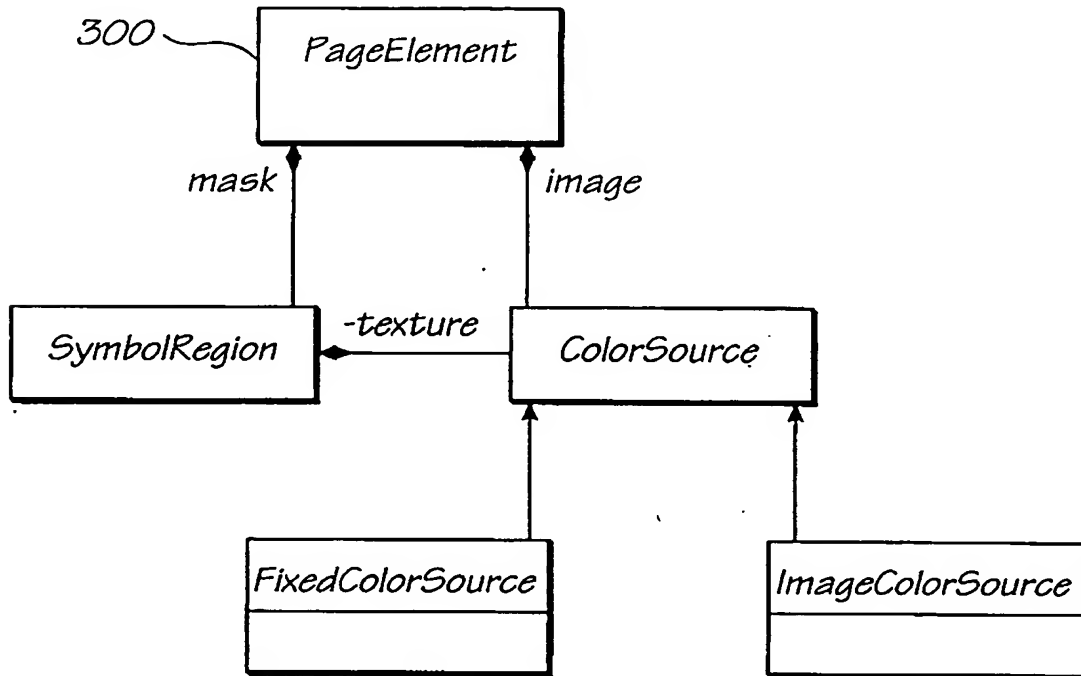 300
PageElement
mask
image
SymbolRegion
-texture
ColorSource
FixedColorSource
ImageColorSource